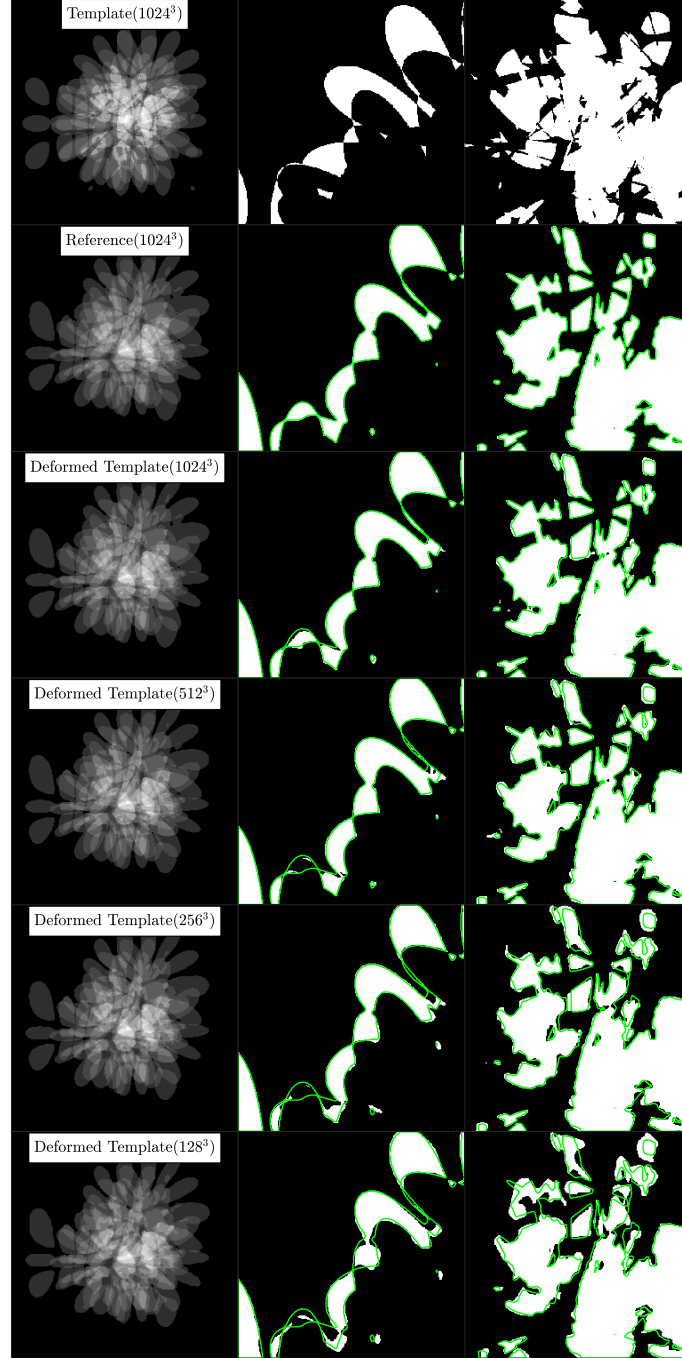 Template(1024³)
Reference(1024³)
Deformed Template(1024³)
Deformed Template(512³)
Deformed Template(256³)
Deformed Template(128³)